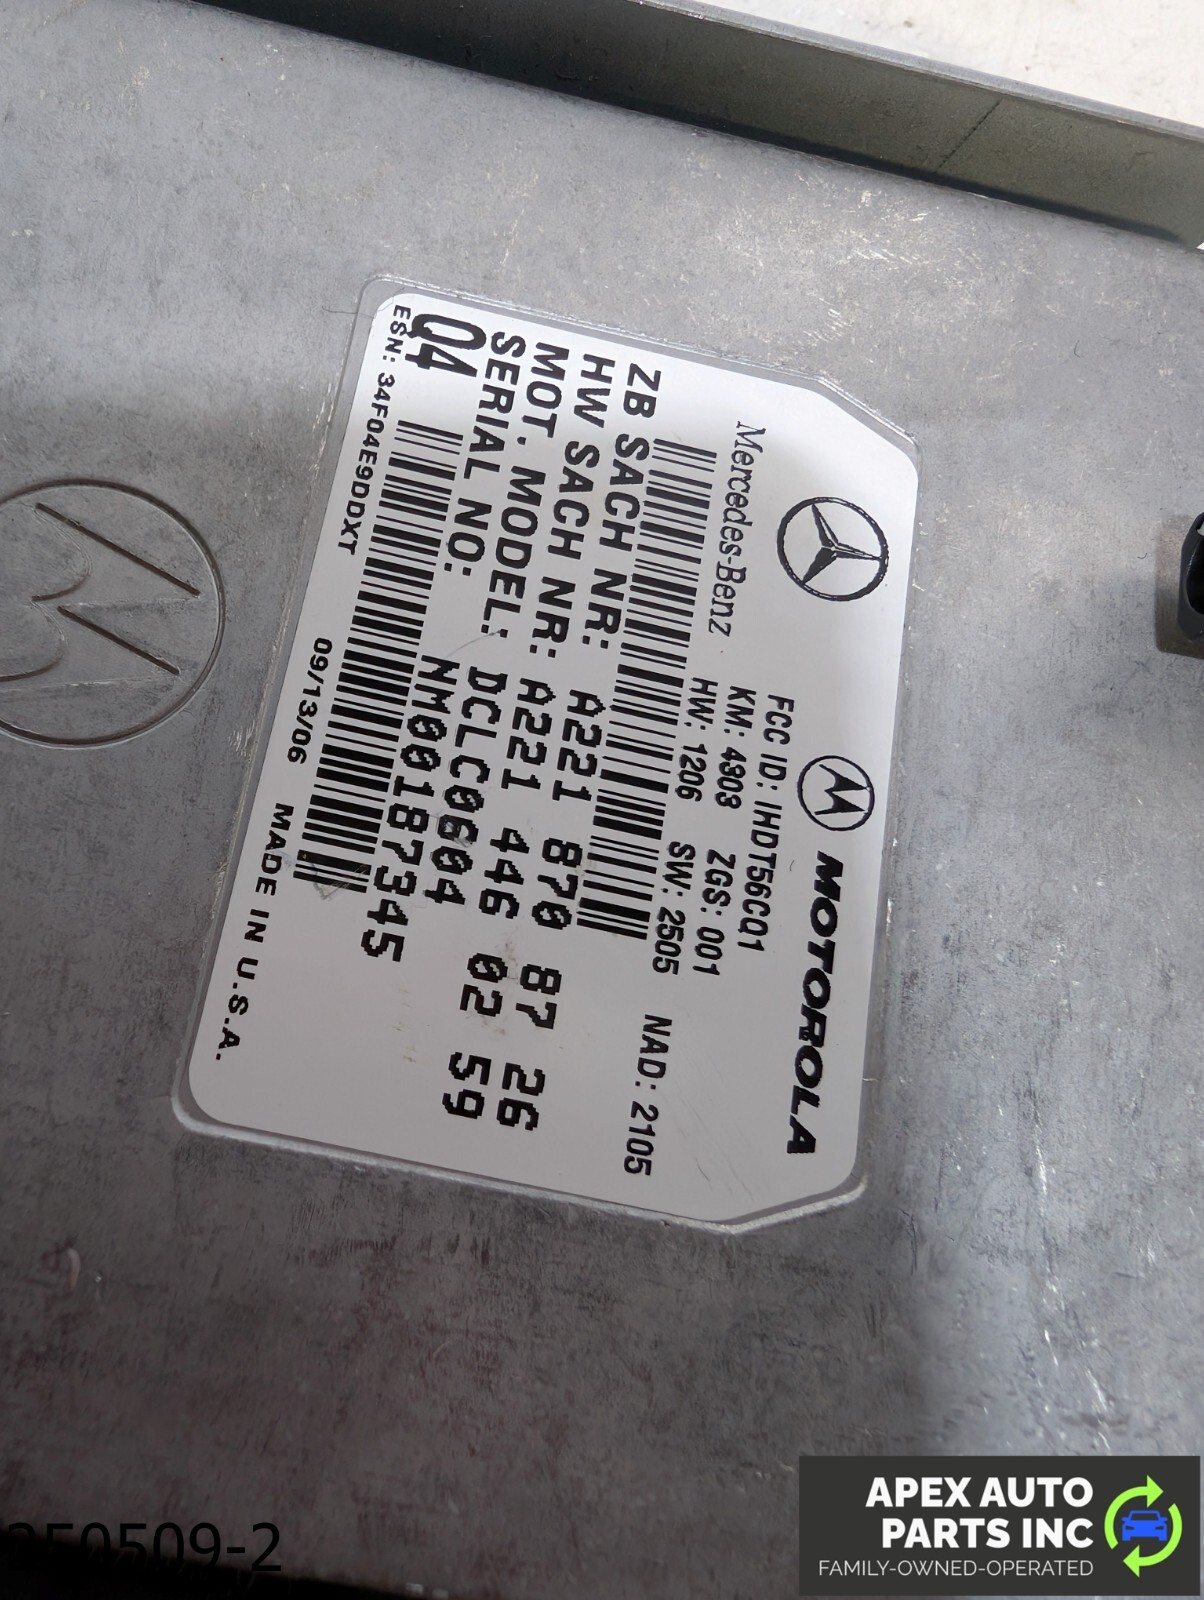 Mercedes-Benz
MOTOROLA
FCC ID: IHDT56CQ1
KM: 4303 ZGS: 001
HW: 1206 SW: 2505 NAD: 2105
ZB SACH NR: A221 870 87 26
HW SACH NR: A221 446 02 59
MOT. MODEL: DCLC0604
SERIAL NO: NM00187345
Q4
ESN: 34F04E9DDXT 09/13/06 MADE IN U.S.A.
250509-2
APEX AUTO
PARTS INC
FAMILY-OWNED-OPERATED